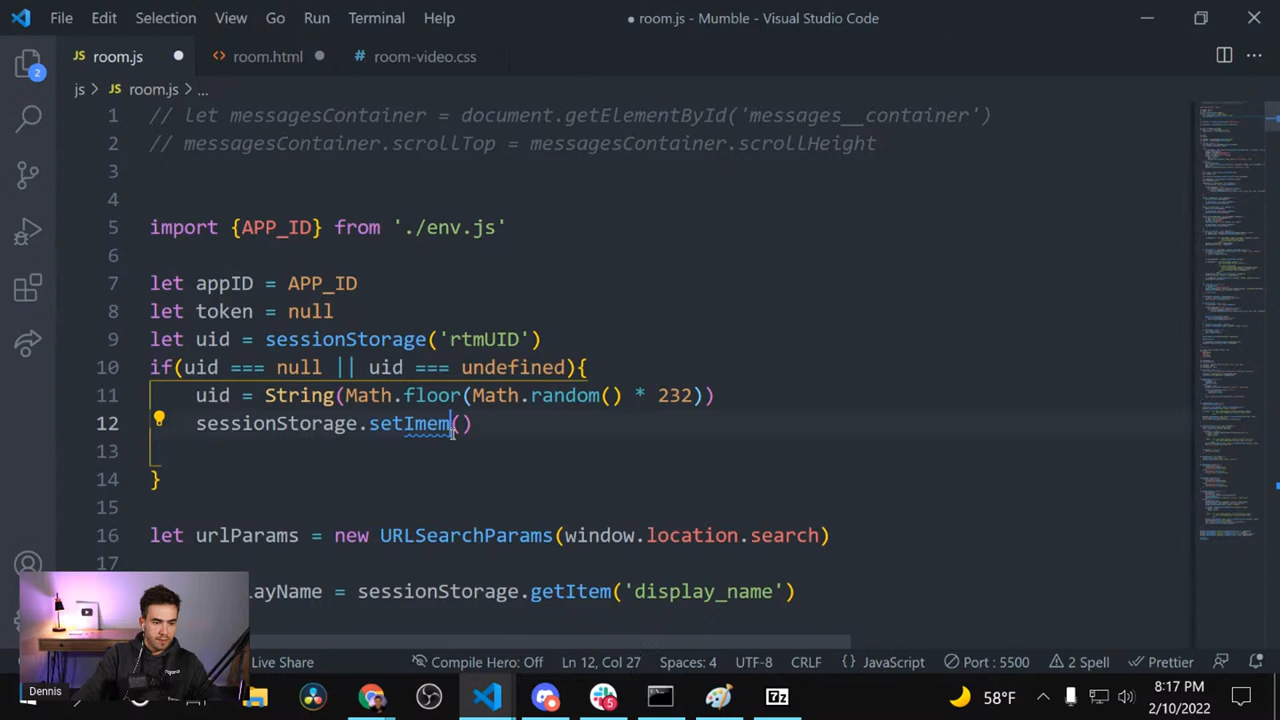 File Edit Selection View Go Run Terminal Help ● room.js - Mumble - Visual Studio Code
JS room.js ● room.html ● # room-video.css
2
js > JS room.js > ...
1 // let messagesContainer = document.getElementById('messages__container')
2 // messagesContainer.scrollTop = messagesContainer.scrollHeight
3
4
5 import {APP_ID} from './env.js'
6
7 let appID = APP_ID
8 let token = null
9 let uid = sessionStorage('rtmUID')
10 if(uid === null || uid === undefined){
11 uid = String(Math.floor(Math.random() * 232))
12 sessionStorage.setImem()
13
14 }
15
16 let urlParams = new URLSearchParams(window.location.search)
17
layName = sessionStorage.getItem('display_name')
Live Share Compile Hero: Off Ln 12, Col 27 Spaces: 4 UTF-8 CRLF {} JavaScript Port : 5500 2 Spell Prettier
Dennis
5
7z
58°F
8:17 PM
2/10/2022